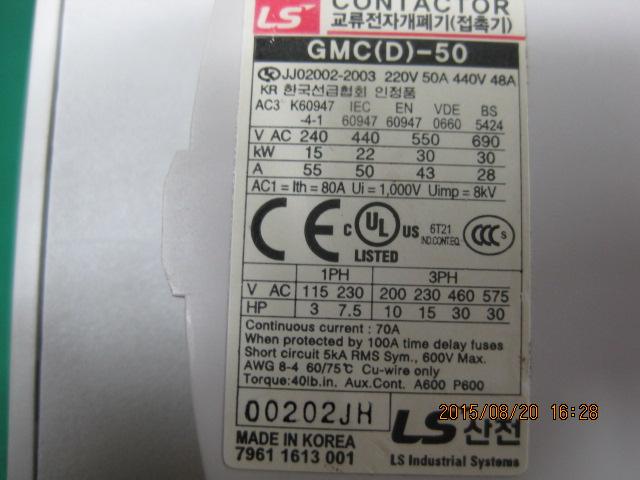 LS CONTACTOR
교류전자개폐기(접촉기)
GMC(D)-50
JJ02002-2003 220V 50A 440V 48A
KR 한국선급협회 인정품
AC3 K60947 IEC EN VDE BS
-4-1 60947 60947 0660 5424
V AC 240 440 550 690
kW 15 22 30 30
A 55 50 43 28
AC1 = Ith = 80A Ui = 1,000V Uimp = 8kV
CE C UL US 6T21 CCC S
IND.CONT.EQ.
LISTED
1PH 3PH
V AC 115 230 200 230 460 575
HP 3 7.5 10 15 30 30
Continuous current : 70A
When protected by 100A time delay fuses
Short circuit 5kA RMS Sym., 600V Max.
AWG 8-4 60/75℃ Cu-wire only
Torque:40lb.in. Aux.Cont. A600 P600
00202JH
LS 산전
MADE IN KOREA
7961 1613 001
LS Industrial Systems
2015/08/20 16:28